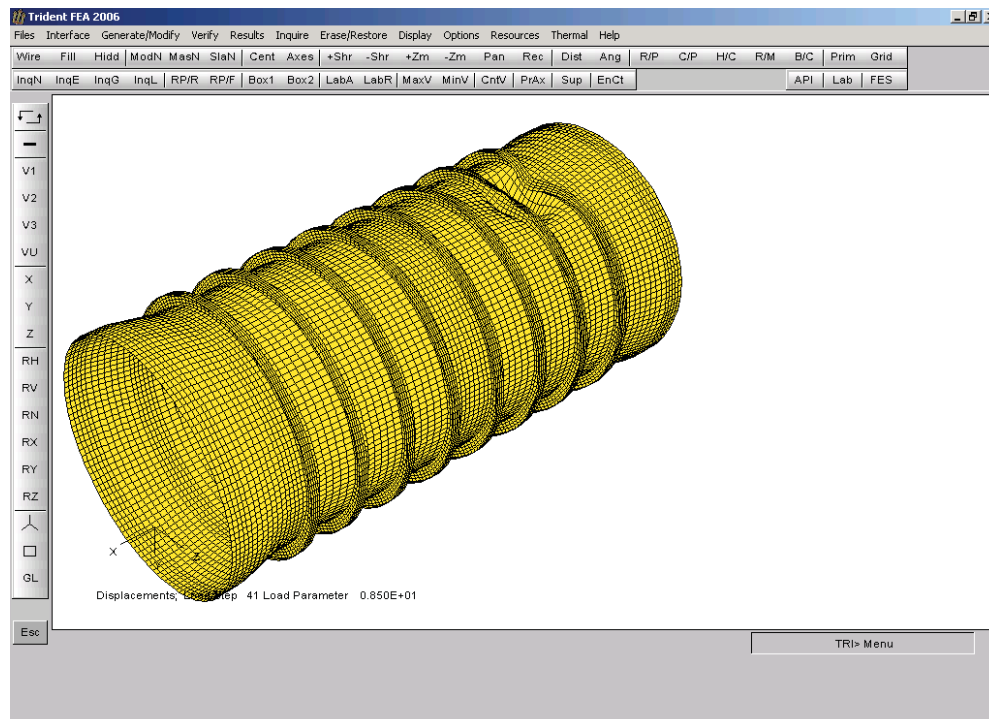 Trident FEA 2006
Files Interface Generate/Modify Verify Results Inquire Erase/Restore Display Options Resources Thermal Help
Wire Fill Hidd ModN MasN SlaN Cent Axes +Shr -Shr +Zm -Zm Pan Rec Dist Ang R/P C/P H/C R/M B/C Prim Grid
InqN InqE InqG InqL RP/R RP/F Box1 Box2 LabA LabR MaxV MinV CntV PrAx Sup EnCt API Lab FES
V1
V2
V3
VU
X
Y
Z
RH
RV
RN
RX
RY
RZ
GL
X Z
Displacements, Step 41 Load Parameter 0.850E+01
Esc
TRI> Menu